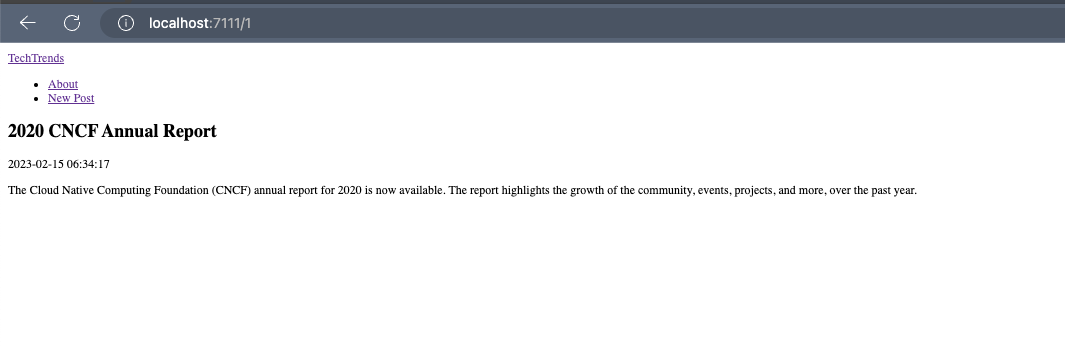 localhost:7111/1
TechTrends
About
New Post
2020 CNCF Annual Report
2023-02-15 06:34:17
The Cloud Native Computing Foundation (CNCF) annual report for 2020 is now available. The report highlights the growth of the community, events, projects, and more, over the past year.